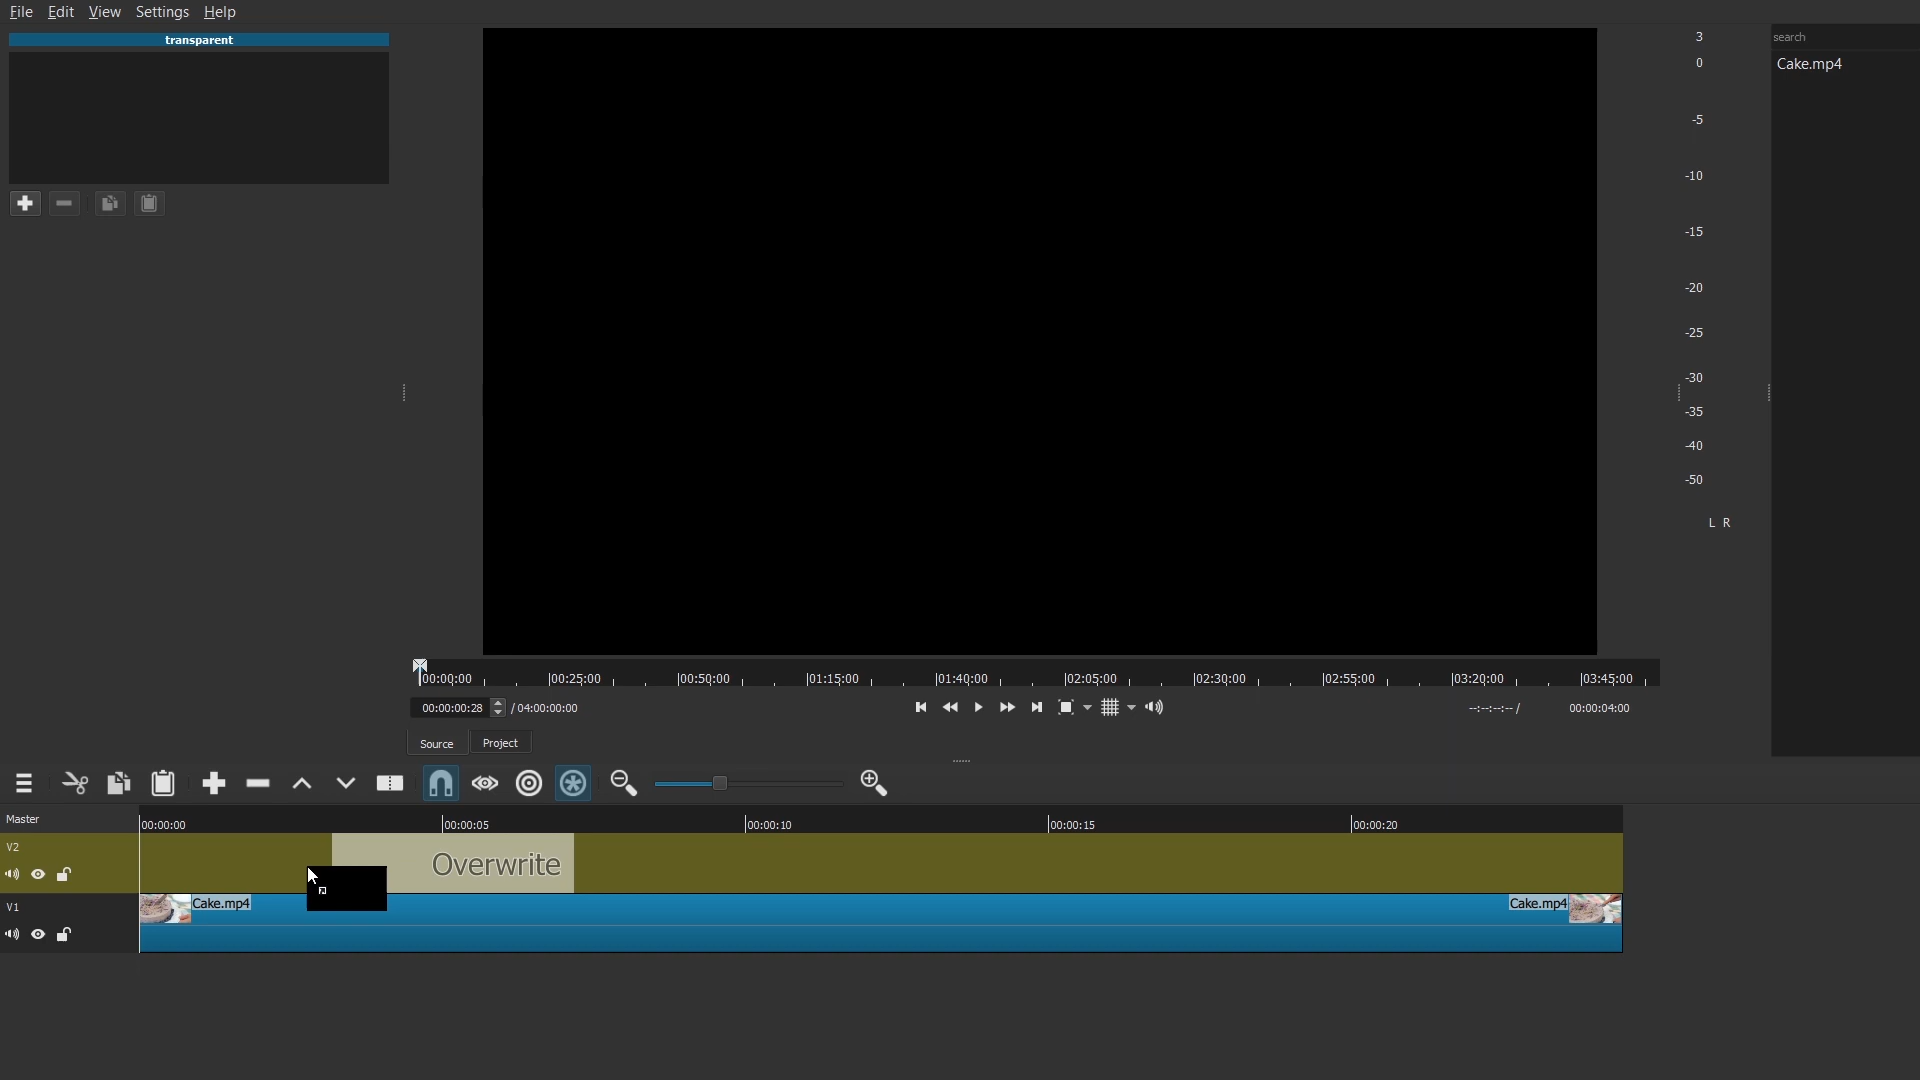 File Edit View Settings Help
transparent
search
Cake.mp4
3
0
-5
-10
-15
-20
-25
-30
-35
-40
-50
L R
00:00:00 00:25:00 00:50:00 01:15:00 01:40:00 02:05:00 02:30:00 02:55:00 03:20:00 03:45:00
00:00:00:28 / 04:00:00:00 --:--:--:-- / 00:00:04:00
Source Project
Master 00:00:00 00:00:05 00:00:10 00:00:15 00:00:20
V2
Overwrite
V1
Cake.mp4 Cake.mp4